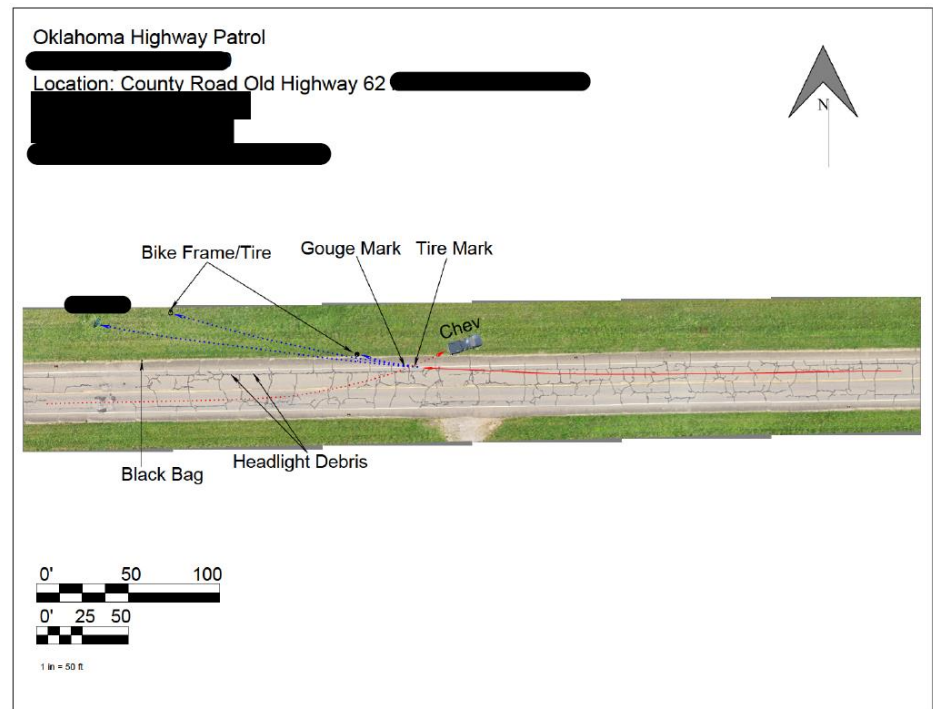 Oklahoma Highway Patrol
Location: County Road Old Highway 62
N
Bike Frame/Tire
Gouge Mark
Tire Mark
Chev
Black Bag
Headlight Debris
0' 50 100
0' 25 50
1 in = 50 ft